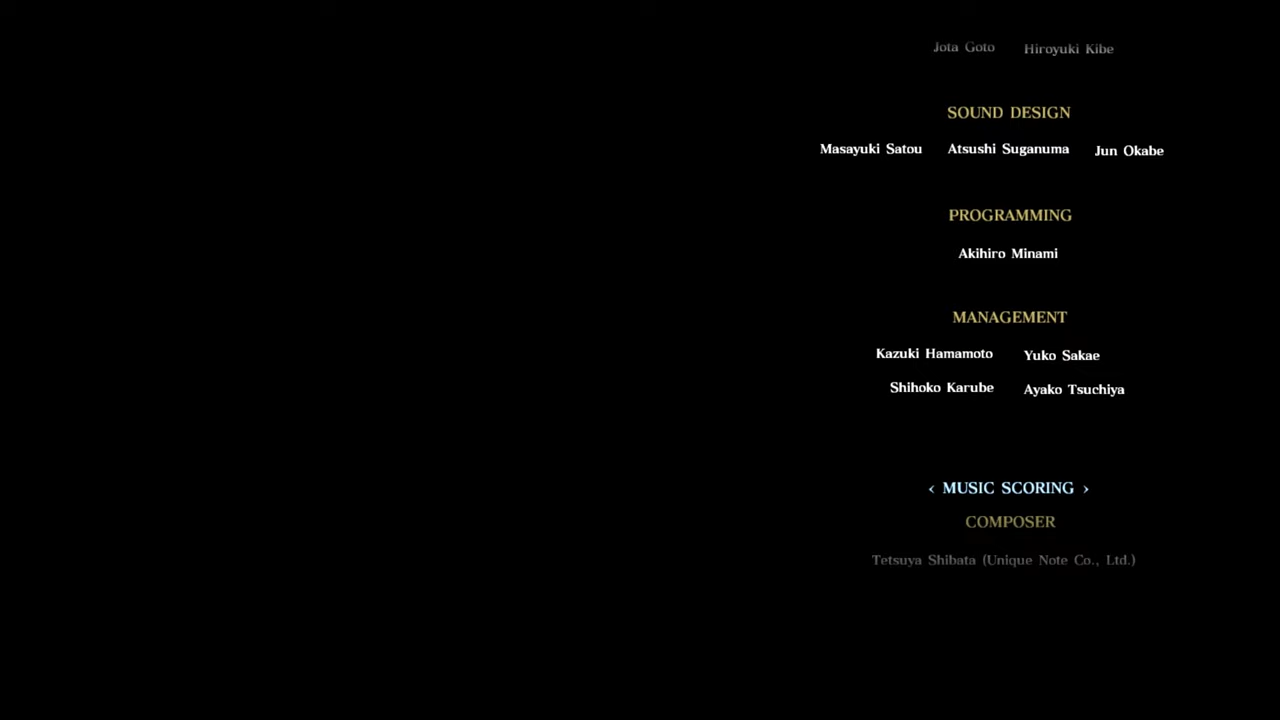 Jota Goto Hiroyuki Kibe
SOUND DESIGN
Masayuki Satou Atsushi Suganuma Jun Okabe
PROGRAMMING
Akihiro Minami
MANAGEMENT
Kazuki Hamamoto Yuko Sakae
Shihoko Karube Ayako Tsuchiya
‹ MUSIC SCORING ›
COMPOSER
Tetsuya Shibata (Unique Note Co., Ltd.)